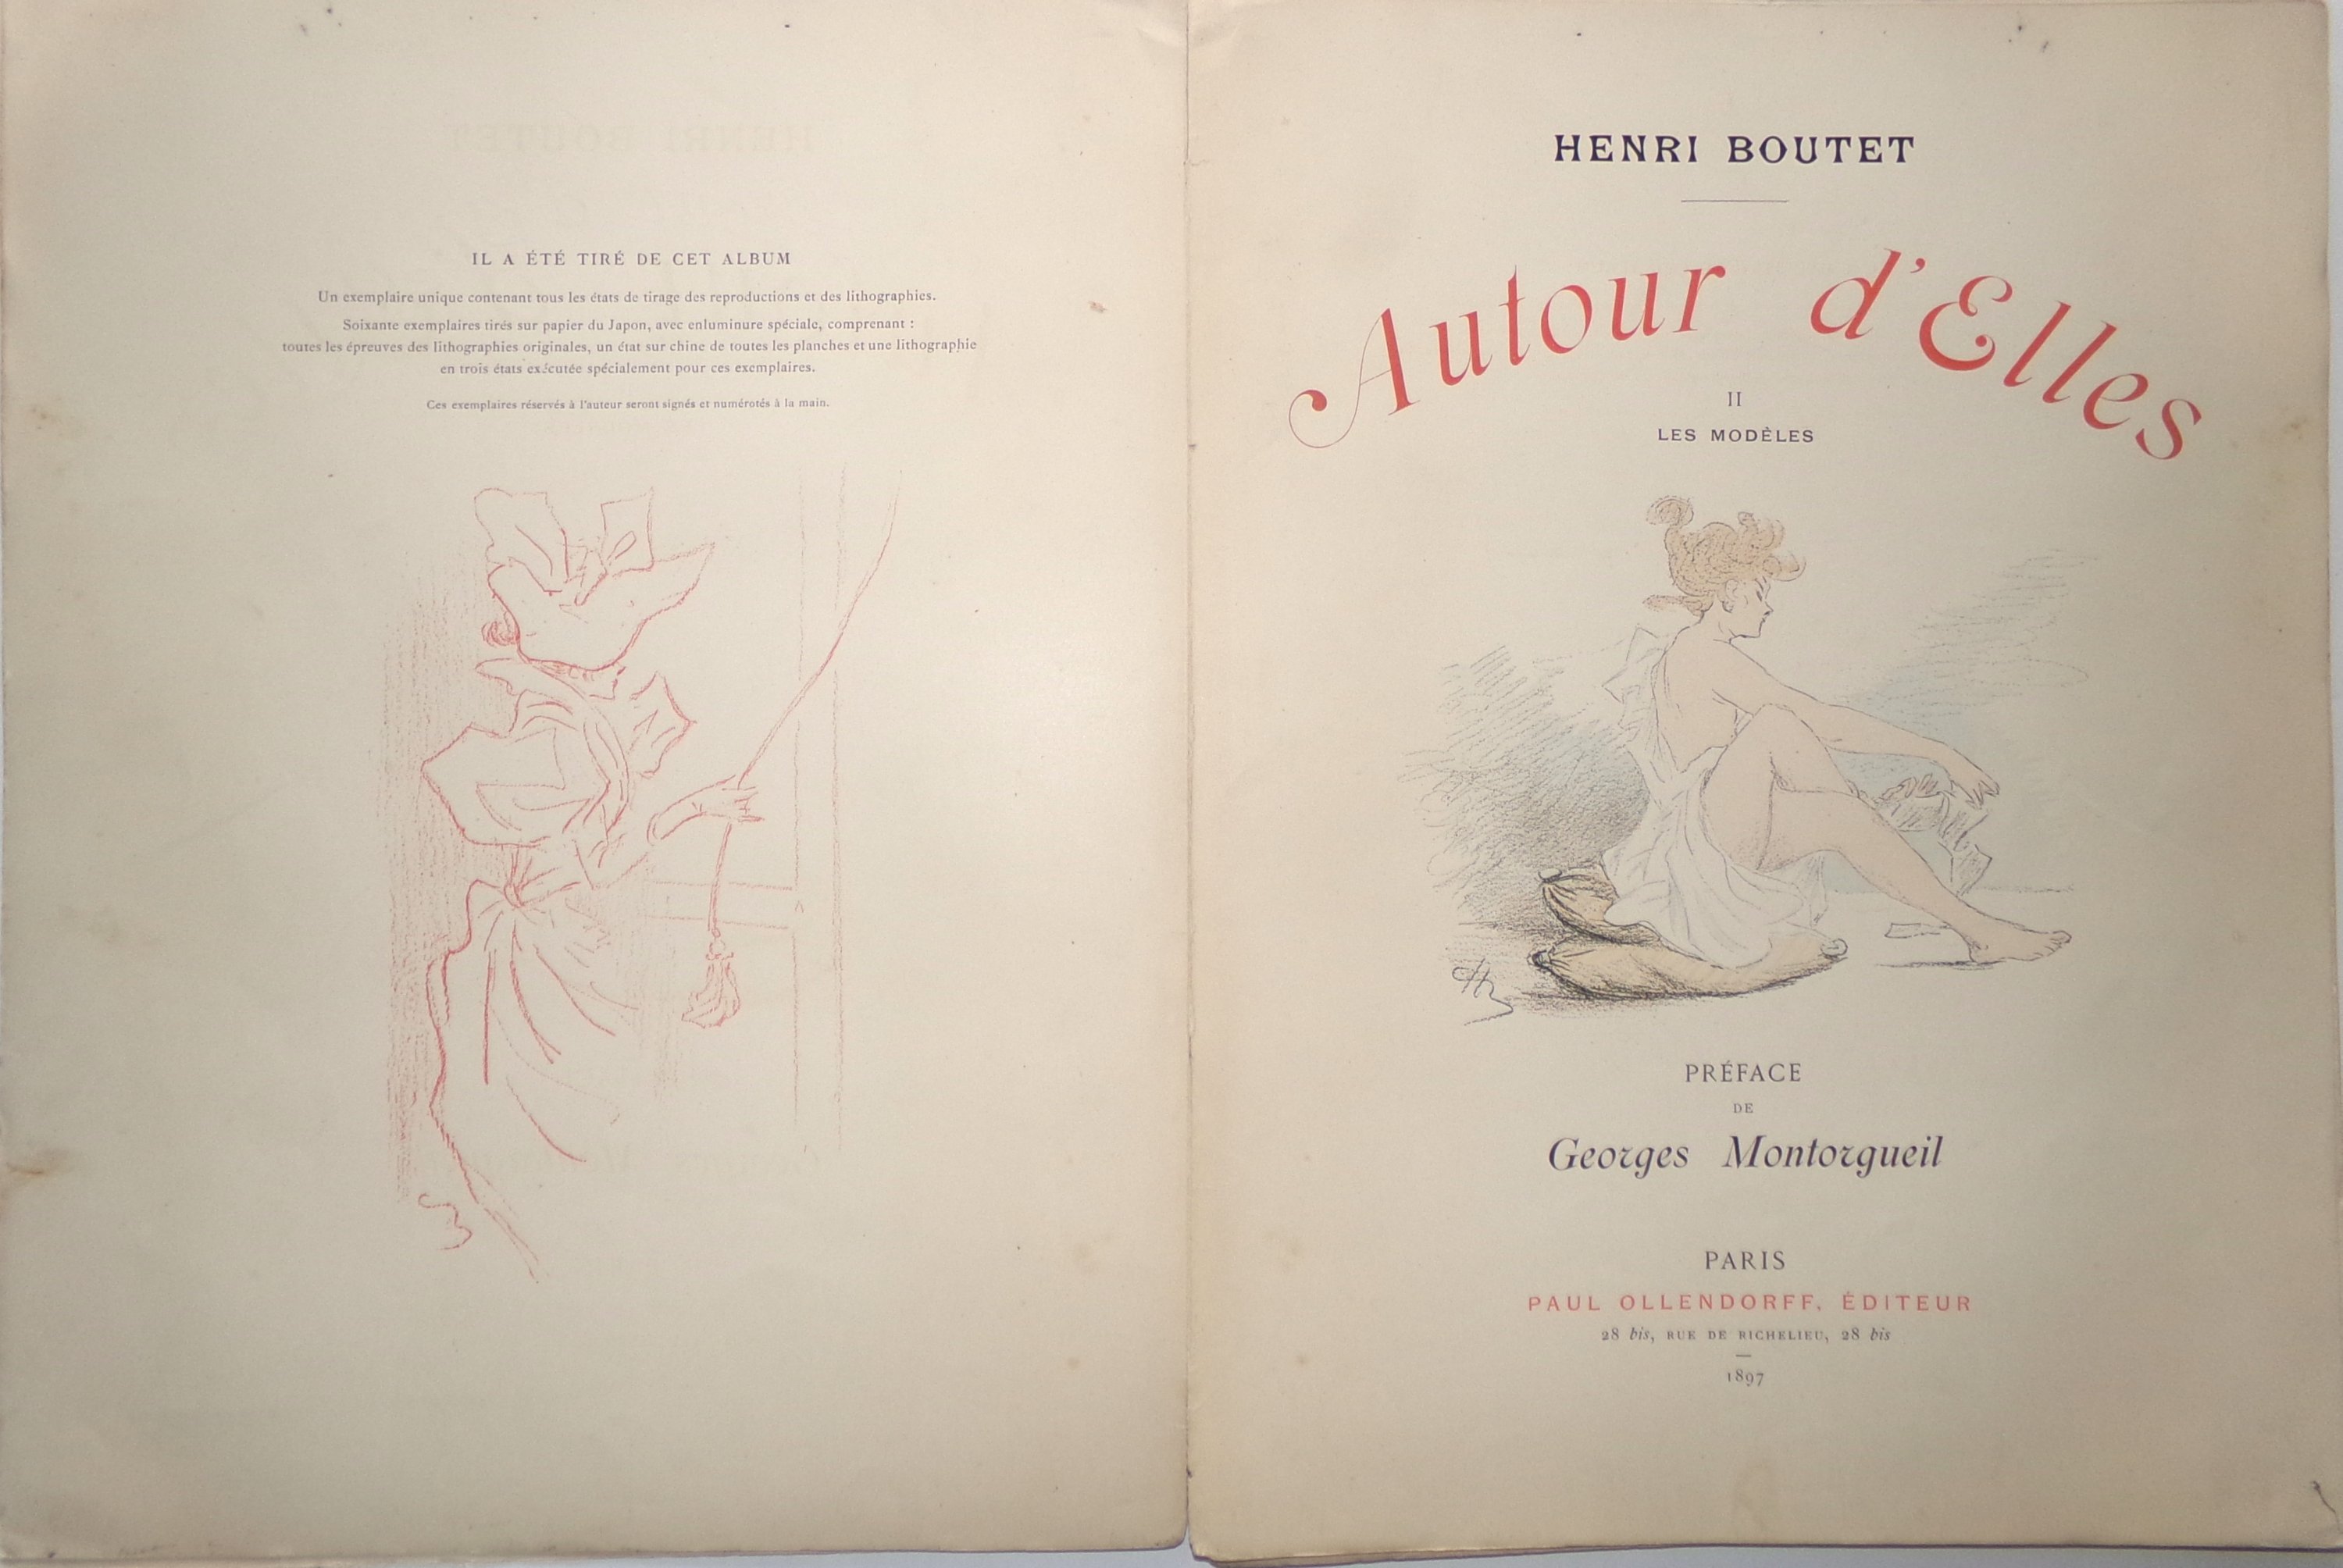 IL A ÉTÉ TIRÉ DE CET ALBUM
Un exemplaire unique contenant tous les états de tirage des reproductions et des lithographies.
Soixante exemplaires tirés sur papier du Japon, avec enluminure spéciale, comprenant :
toutes les épreuves des lithographies originales, un état sur chine de toutes les planches et une lithographie
en trois états exécutée spécialement pour ces exemplaires.
Ces exemplaires réservés à l'auteur seront signés et numérotés à la main.
HENRI BOUTET
Autour d'Elles
II
LES MODÈLES
PRÉFACE
DE
Georges Montorgueil
PARIS
PAUL OLLENDORFF, ÉDITEUR
28 bis, RUE DE RICHELIEU, 28 bis
1897